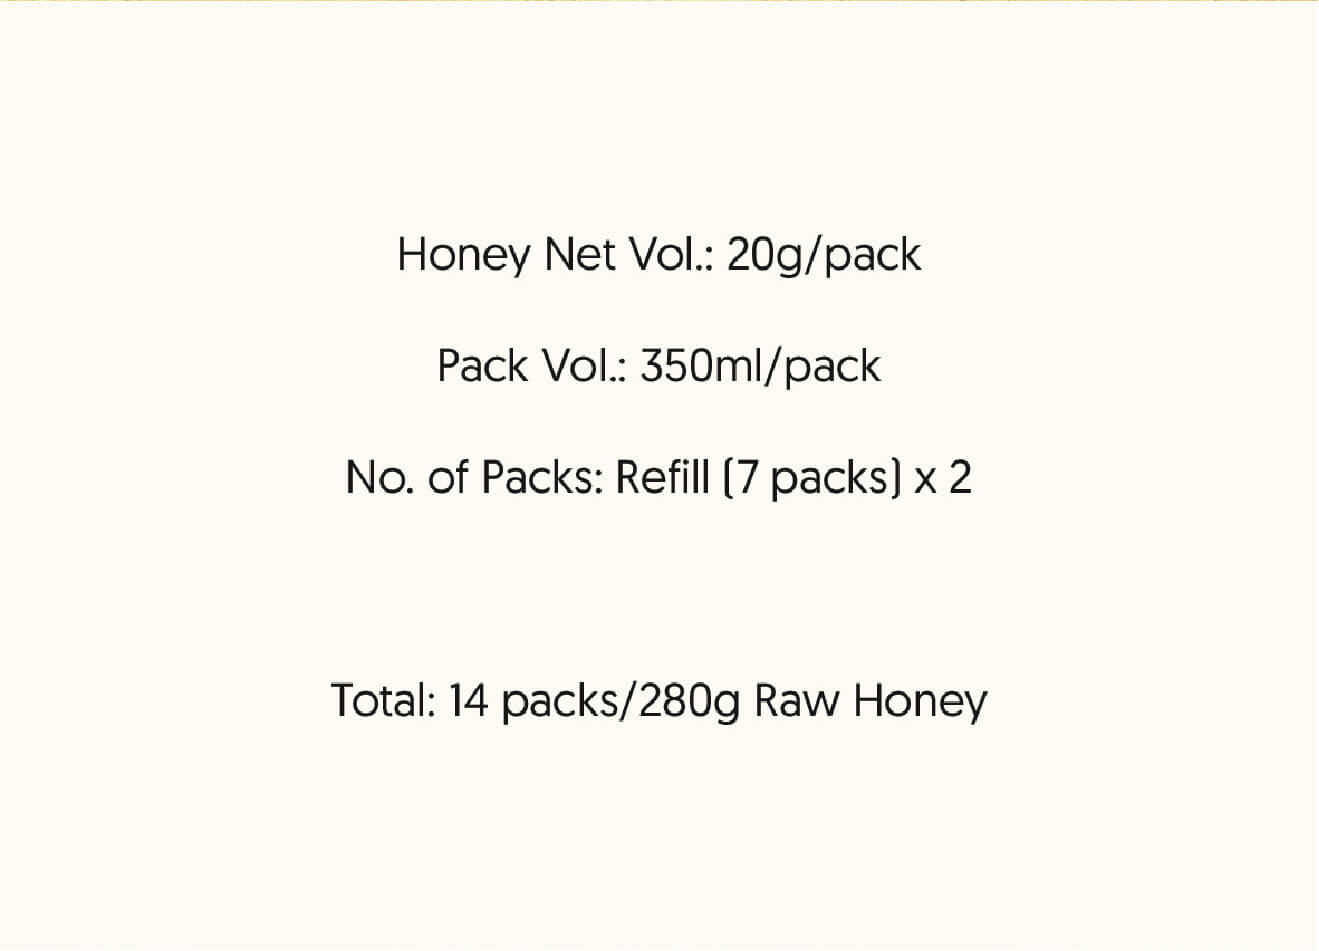 Honey Net Vol.: 20g/pack
Pack Vol.: 350ml/pack
No. of Packs: Refill (7 packs) x 2
Total: 14 packs/280g Raw Honey